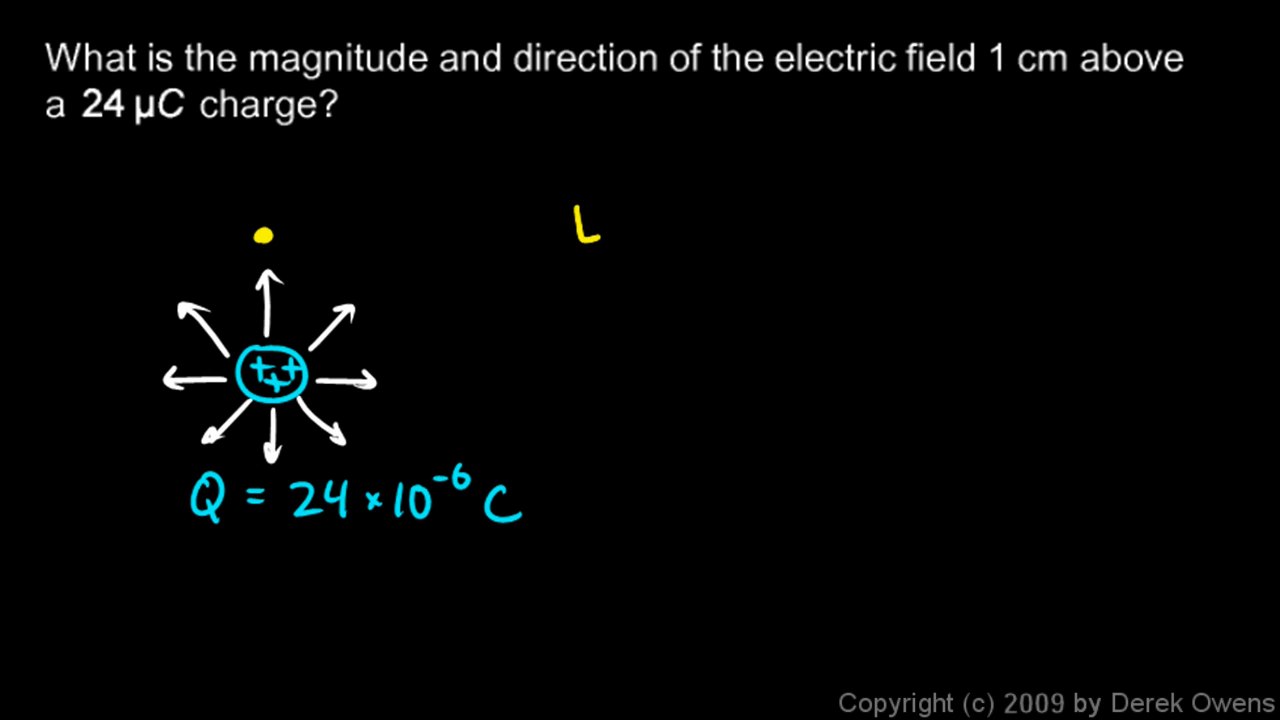 What is the magnitude and direction of the electric field 1 cm above
a 24 μC charge?
L
+ + +
Q = 24 × 10⁻⁶ C
Copyright (c) 2009 by Derek Owens